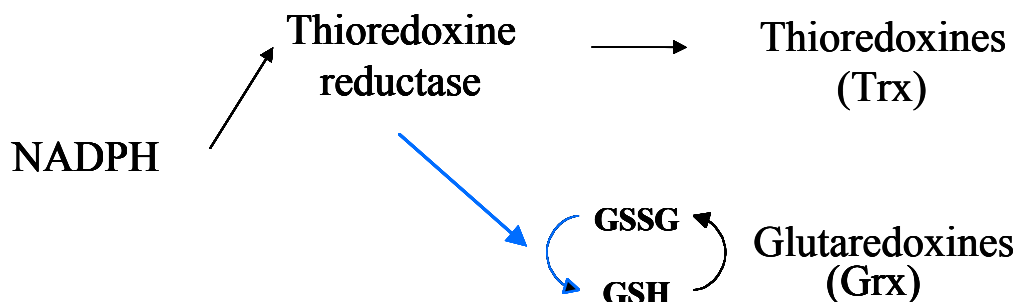 Thioredoxine
reductase
Thioredoxines
(Trx)
NADPH
GSSG
GSH
Glutaredoxines
(Grx)